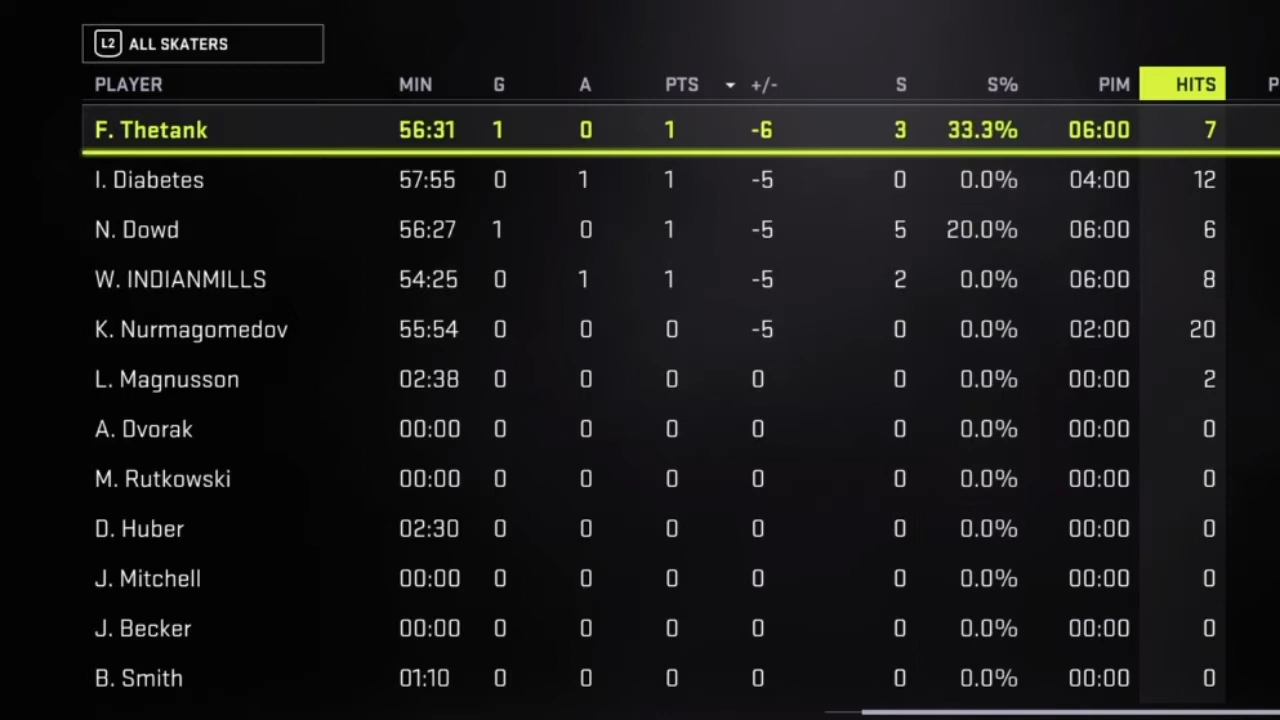 L2 ALL SKATERS
PLAYER MIN G A PTS +/- S S% PIM HITS P
F. Thetank 56:31 1 0 1 -6 3 33.3% 06:00 7
I. Diabetes 57:55 0 1 1 -5 0 0.0% 04:00 12
N. Dowd 56:27 1 0 1 -5 5 20.0% 06:00 6
W. INDIANMILLS 54:25 0 1 1 -5 2 0.0% 06:00 8
K. Nurmagomedov 55:54 0 0 0 -5 0 0.0% 02:00 20
L. Magnusson 02:38 0 0 0 0 0 0.0% 00:00 2
A. Dvorak 00:00 0 0 0 0 0 0.0% 00:00 0
M. Rutkowski 00:00 0 0 0 0 0 0.0% 00:00 0
D. Huber 02:30 0 0 0 0 0 0.0% 00:00 0
J. Mitchell 00:00 0 0 0 0 0 0.0% 00:00 0
J. Becker 00:00 0 0 0 0 0 0.0% 00:00 0
B. Smith 01:10 0 0 0 0 0 0.0% 00:00 0